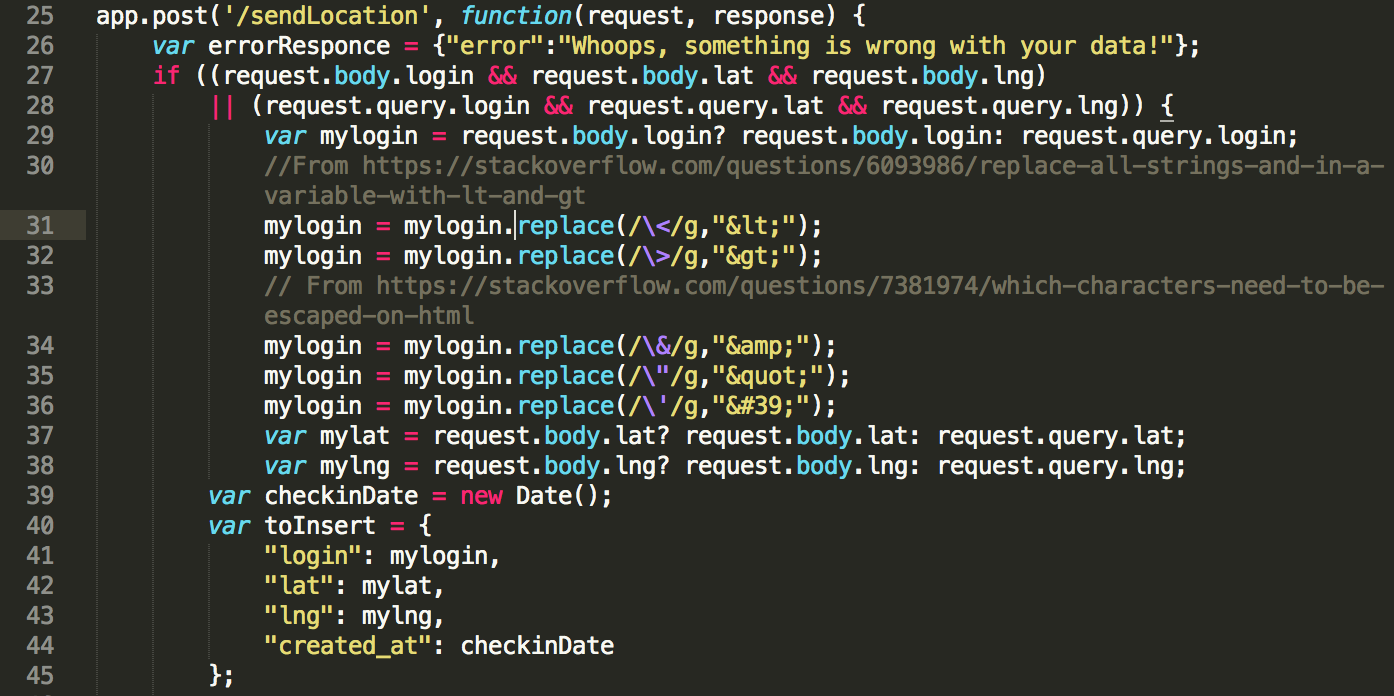 25 app.post('/sendLocation', function(request, response) {
26 var errorResponce = {"error":"Whoops, something is wrong with your data!"};
27 if ((request.body.login && request.body.lat && request.body.lng)
28 || (request.query.login && request.query.lat && request.query.lng)) {
29 var mylogin = request.body.login? request.body.login: request.query.login;
30 //From https://stackoverflow.com/questions/6093986/replace-all-strings-and-in-a-
variable-with-lt-and-gt
31 mylogin = mylogin.replace(/\</g,"&lt;");
32 mylogin = mylogin.replace(/\>/g,"&gt;");
33 // From https://stackoverflow.com/questions/7381974/which-characters-need-to-be-
escaped-on-html
34 mylogin = mylogin.replace(/\&/g,"&amp;");
35 mylogin = mylogin.replace(/\"/g,"&quot;");
36 mylogin = mylogin.replace(/\'/g,"&#39;");
37 var mylat = request.body.lat? request.body.lat: request.query.lat;
38 var mylng = request.body.lng? request.body.lng: request.query.lng;
39 var checkinDate = new Date();
40 var toInsert = {
41 "login": mylogin,
42 "lat": mylat,
43 "lng": mylng,
44 "created_at": checkinDate
45 };